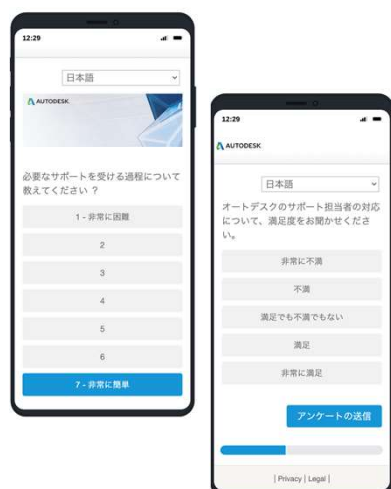 12:29
日本語
AUTODESK
必要なサポートを受ける過程について
教えてください ?
1 - 非常に困難
2
3
4
5
6
7 - 非常に簡単
12:29
AUTODESK
日本語
オートデスクのサポート担当者の対応
について、満足度をお聞かせくださ
い。
非常に不満
不満
満足でも不満でもない
満足
非常に満足
アンケートの送信
| Privacy | Legal |